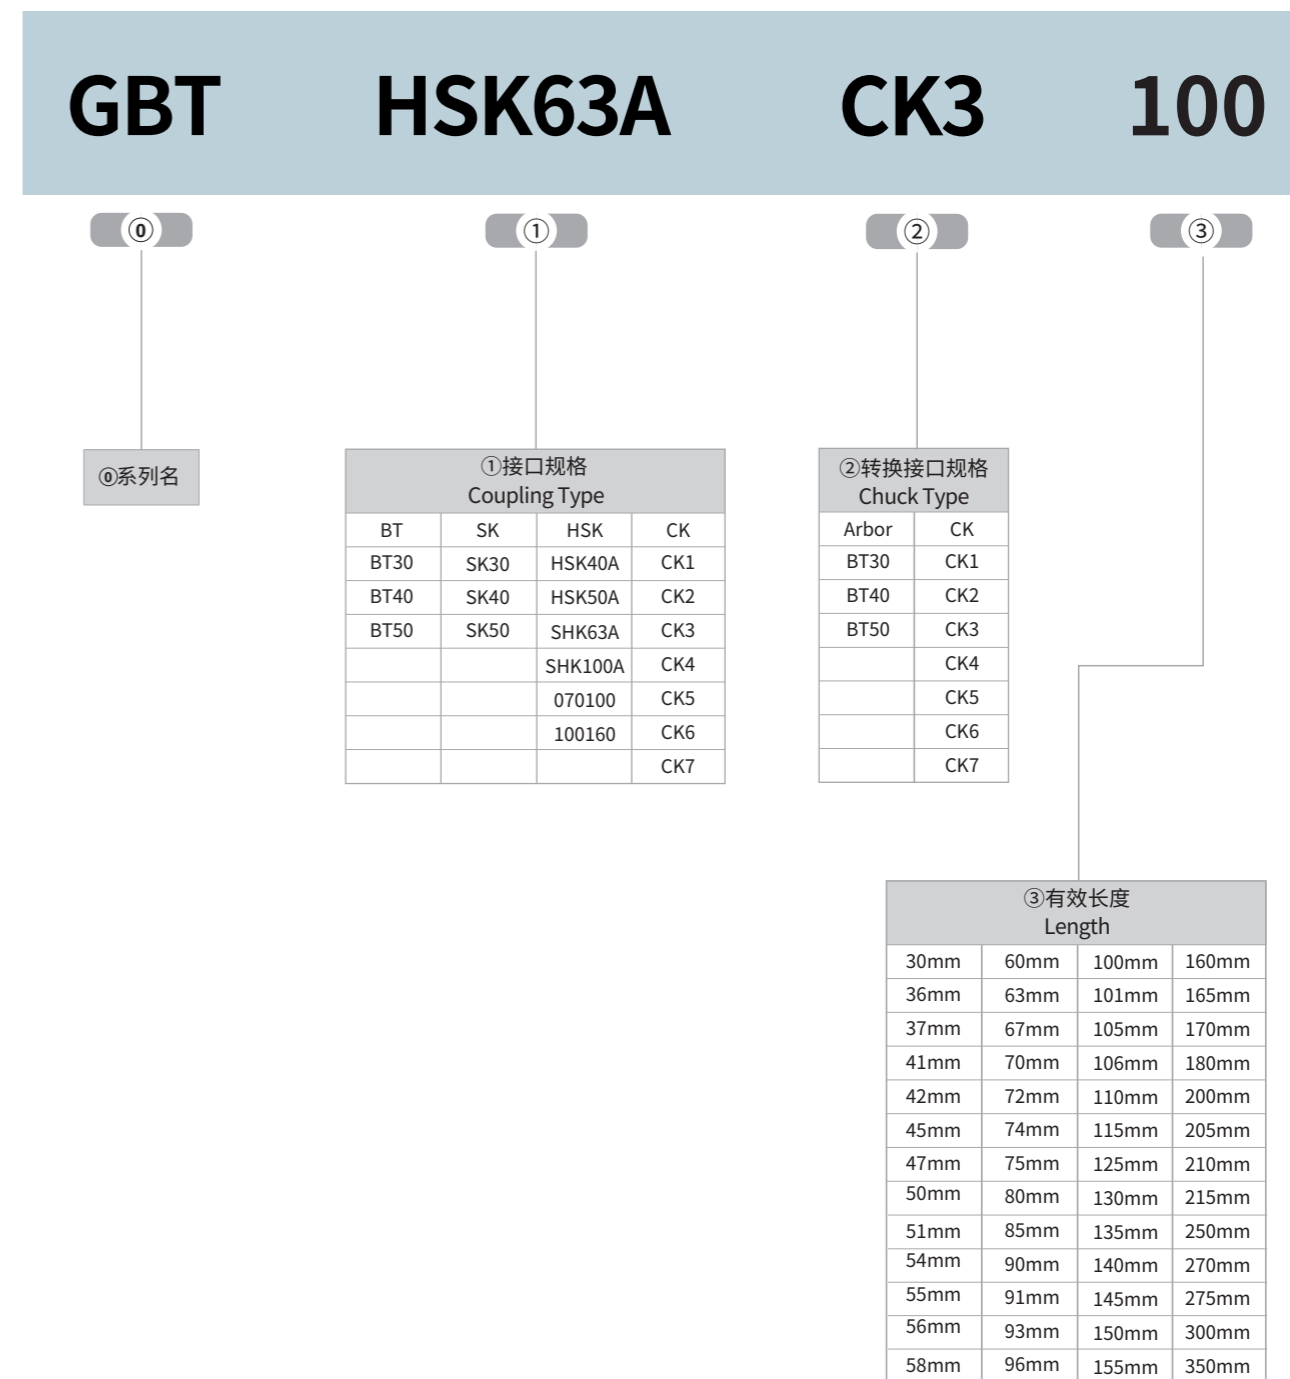 GBT HSK63A CK3 100
⓪ ① ② ③
⓪系列名
①接口规格
Coupling Type
BT SK HSK CK
BT30 SK30 HSK40A CK1
BT40 SK40 HSK50A CK2
BT50 SK50 SHK63A CK3
SHK100A CK4
070100 CK5
100160 CK6
CK7
②转换接口规格
Chuck Type
Arbor CK
BT30 CK1
BT40 CK2
BT50 CK3
CK4
CK5
CK6
CK7
③有效长度
Length
30mm 60mm 100mm 160mm
36mm 63mm 101mm 165mm
37mm 67mm 105mm 170mm
41mm 70mm 106mm 180mm
42mm 72mm 110mm 200mm
45mm 74mm 115mm 205mm
47mm 75mm 125mm 210mm
50mm 80mm 130mm 215mm
51mm 85mm 135mm 250mm
54mm 90mm 140mm 270mm
55mm 91mm 145mm 275mm
56mm 93mm 150mm 300mm
58mm 96mm 155mm 350mm